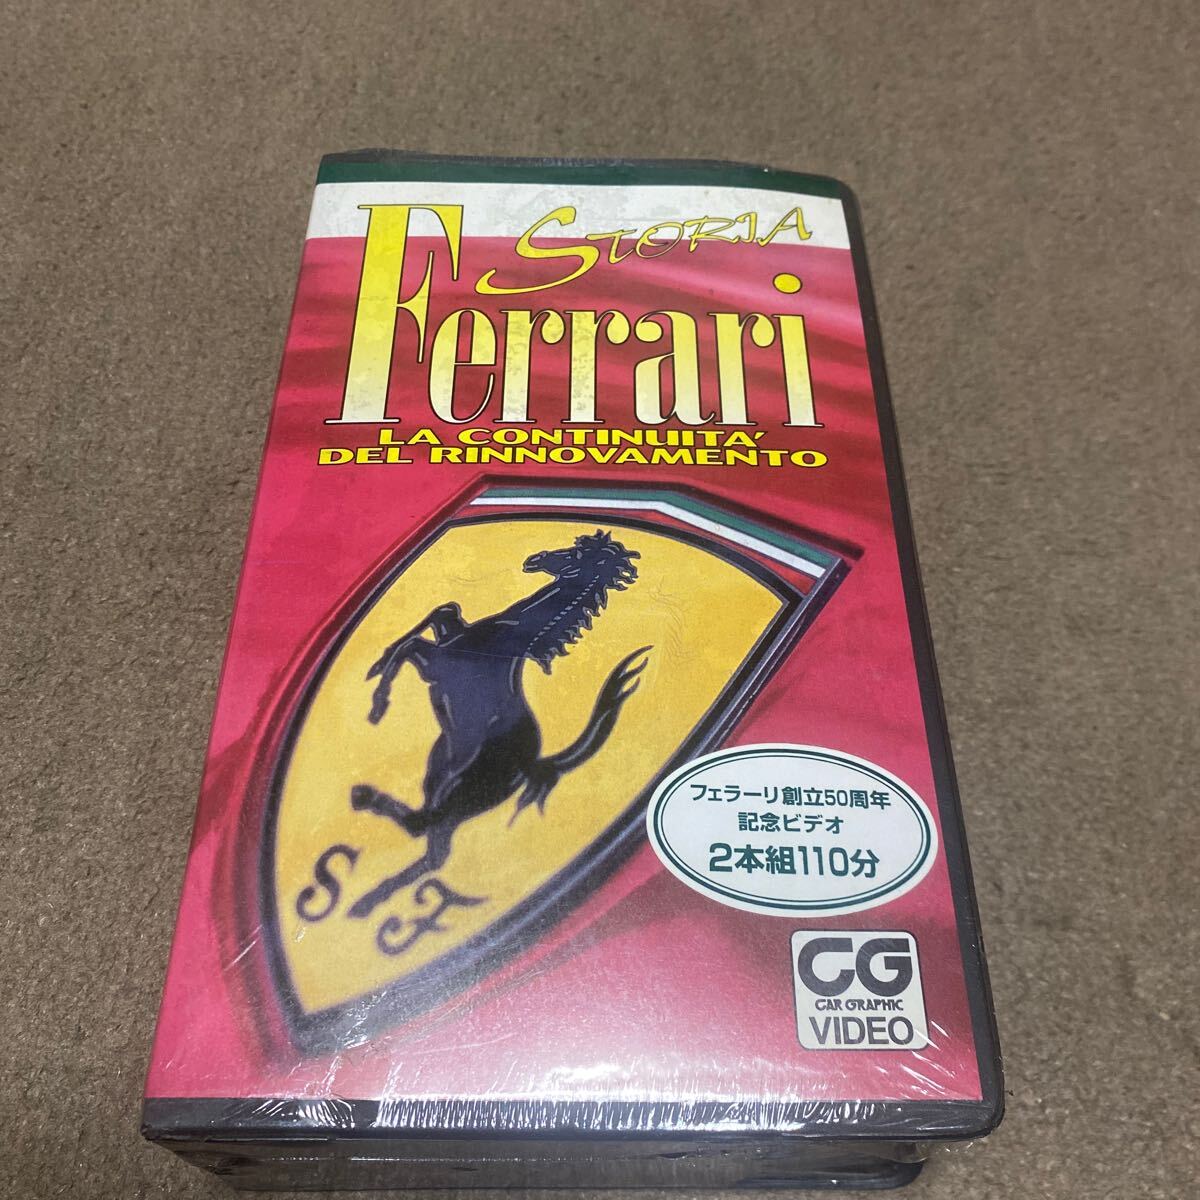 STORIA
Ferrari
LA CONTINUITA'
DEL RINNOVAMENTO
S F
フェラーリ創立50周年
記念ビデオ
2本組110分
CG
CAR GRAPHIC
VIDEO